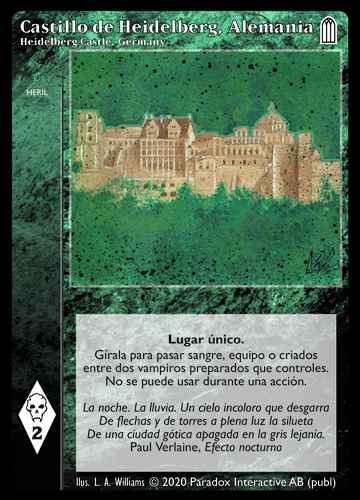 Castillo de Heidelberg, Alemania
Heidelberg Castle, Germany
HERIL
Lugar único.
Gírala para pasar sangre, equipo o criados
entre dos vampiros preparados que controles.
No se puede usar durante una acción.
La noche. La lluvia. Un cielo incoloro que desgarra
De flechas y de torres a plena luz la silueta
De una ciudad gótica apagada en la gris lejanía.
Paul Verlaine, Efecto nocturno
2
Ilus. L. A. Williams © 2020 Paradox Interactive AB (publ)